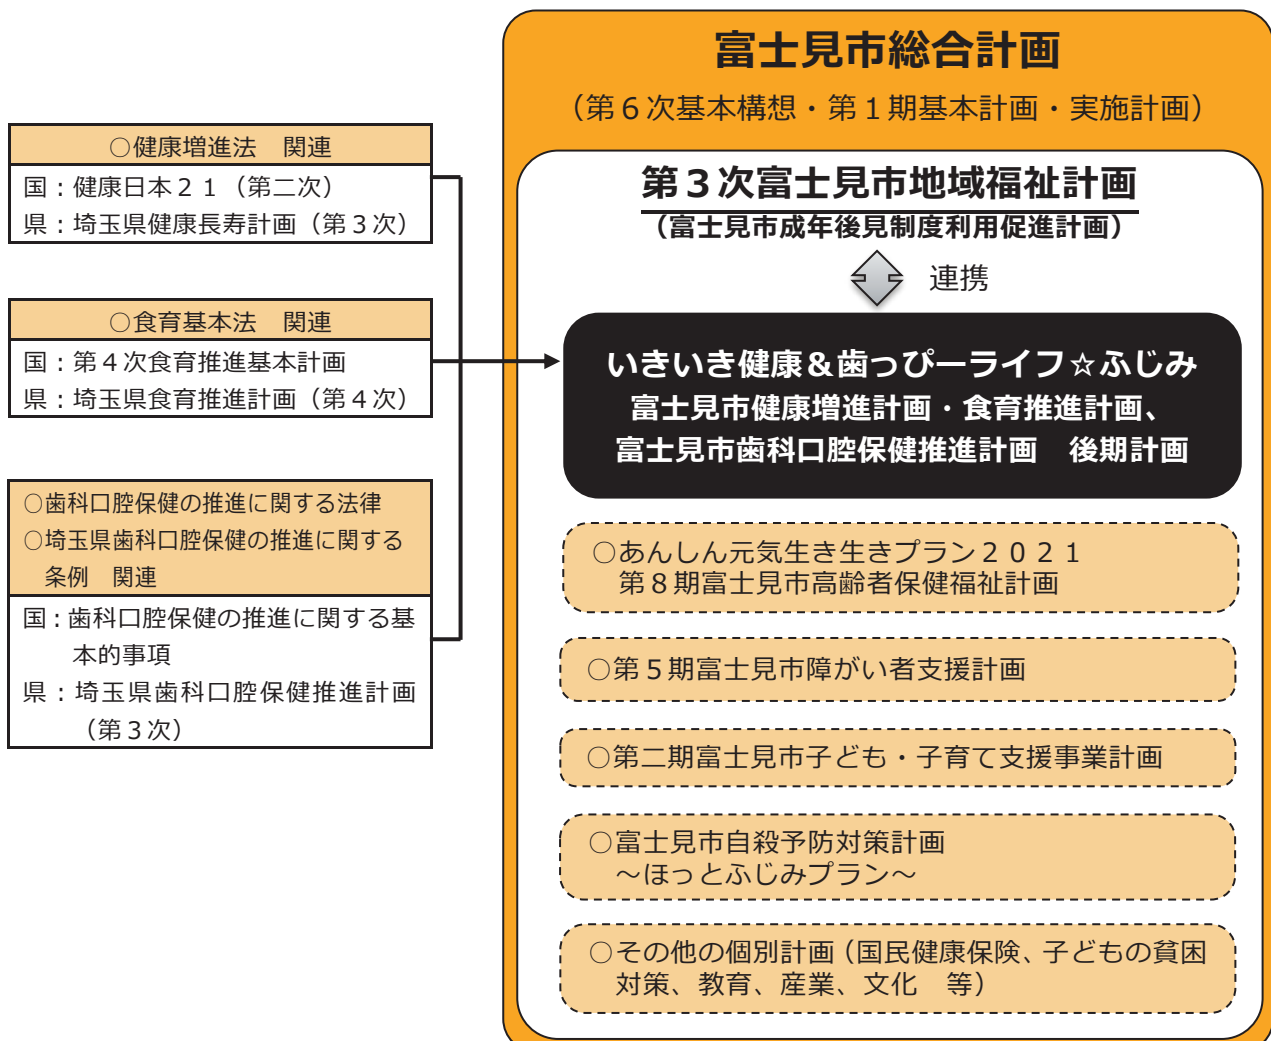 富士見市総合計画
（第６次基本構想・第１期基本計画・実施計画）
○健康増進法　関連
国：健康日本２１（第二次）
県：埼玉県健康長寿計画（第３次）
○食育基本法　関連
国：第４次食育推進基本計画
県：埼玉県食育推進計画（第４次）
○歯科口腔保健の推進に関する法律
○埼玉県歯科口腔保健の推進に関する
条例　関連
国：歯科口腔保健の推進に関する基
本的事項
県：埼玉県歯科口腔保健推進計画
（第３次）
第３次富士見市地域福祉計画
（富士見市成年後見制度利用促進計画）
連携
いきいき健康＆歯っぴーライフ☆ふじみ
富士見市健康増進計画・食育推進計画、
富士見市歯科口腔保健推進計画　後期計画
○あんしん元気生き生きプラン２０２１
第８期富士見市高齢者保健福祉計画
○第５期富士見市障がい者支援計画
○第二期富士見市子ども・子育て支援事業計画
○富士見市自殺予防対策計画
～ほっとふじみプラン～
○その他の個別計画（国民健康保険、子どもの貧困
対策、教育、産業、文化　等）